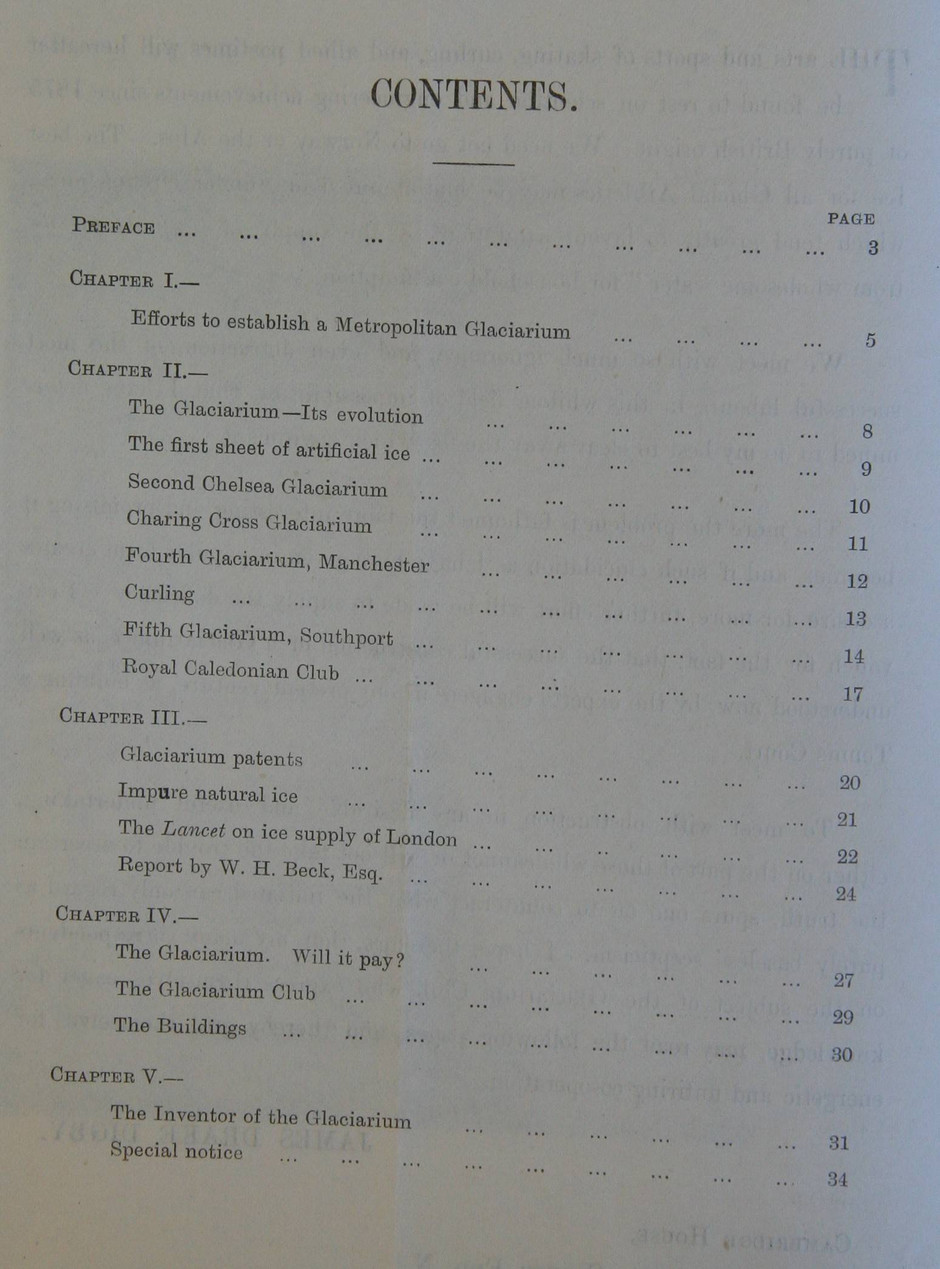 CONTENTS.
PAGE
PREFACE ... ... ... ... ... ... ... ... ... ... ... 3
CHAPTER I.—
Efforts to establish a Metropolitan Glaciarium ... ... ... ... 5
CHAPTER II.—
The Glaciarium—Its evolution ... ... ... ... ... ... 8
The first sheet of artificial ice ... ... ... ... ... ... ... 9
Second Chelsea Glaciarium ... ... ... ... ... ... ... 10
Charing Cross Glaciarium ... ... ... ... ... ... ... 11
Fourth Glaciarium, Manchester ... ... ... ... ... ... 12
Curling ... ... ... ... ... ... ... ... ... ... 13
Fifth Glaciarium, Southport ... ... ... ... ... ... ... 14
Royal Caledonian Club ... ... ... ... ... ... ... ... 17
CHAPTER III.—
Glaciarium patents ... ... ... ... ... ... ... ... 20
Impure natural ice ... ... ... ... ... ... ... ... 21
The Lancet on ice supply of London ... ... .. ... ... ... 22
Report by W. H. Beck, Esq. ... ... ... ... ... ... ... 24
CHAPTER IV.—
The Glaciarium. Will it pay? ... ... ... ... ... ... 27
The Glaciarium Club ... ... ... ... ... ... ... ... 29
The Buildings ... ... ... ... ... ... ... ... ... 30
CHAPTER V.—
The Inventor of the Glaciarium ... ... ... ... ... ... 31
Special notice ... ... ... ... ... ... ... ... .. 34